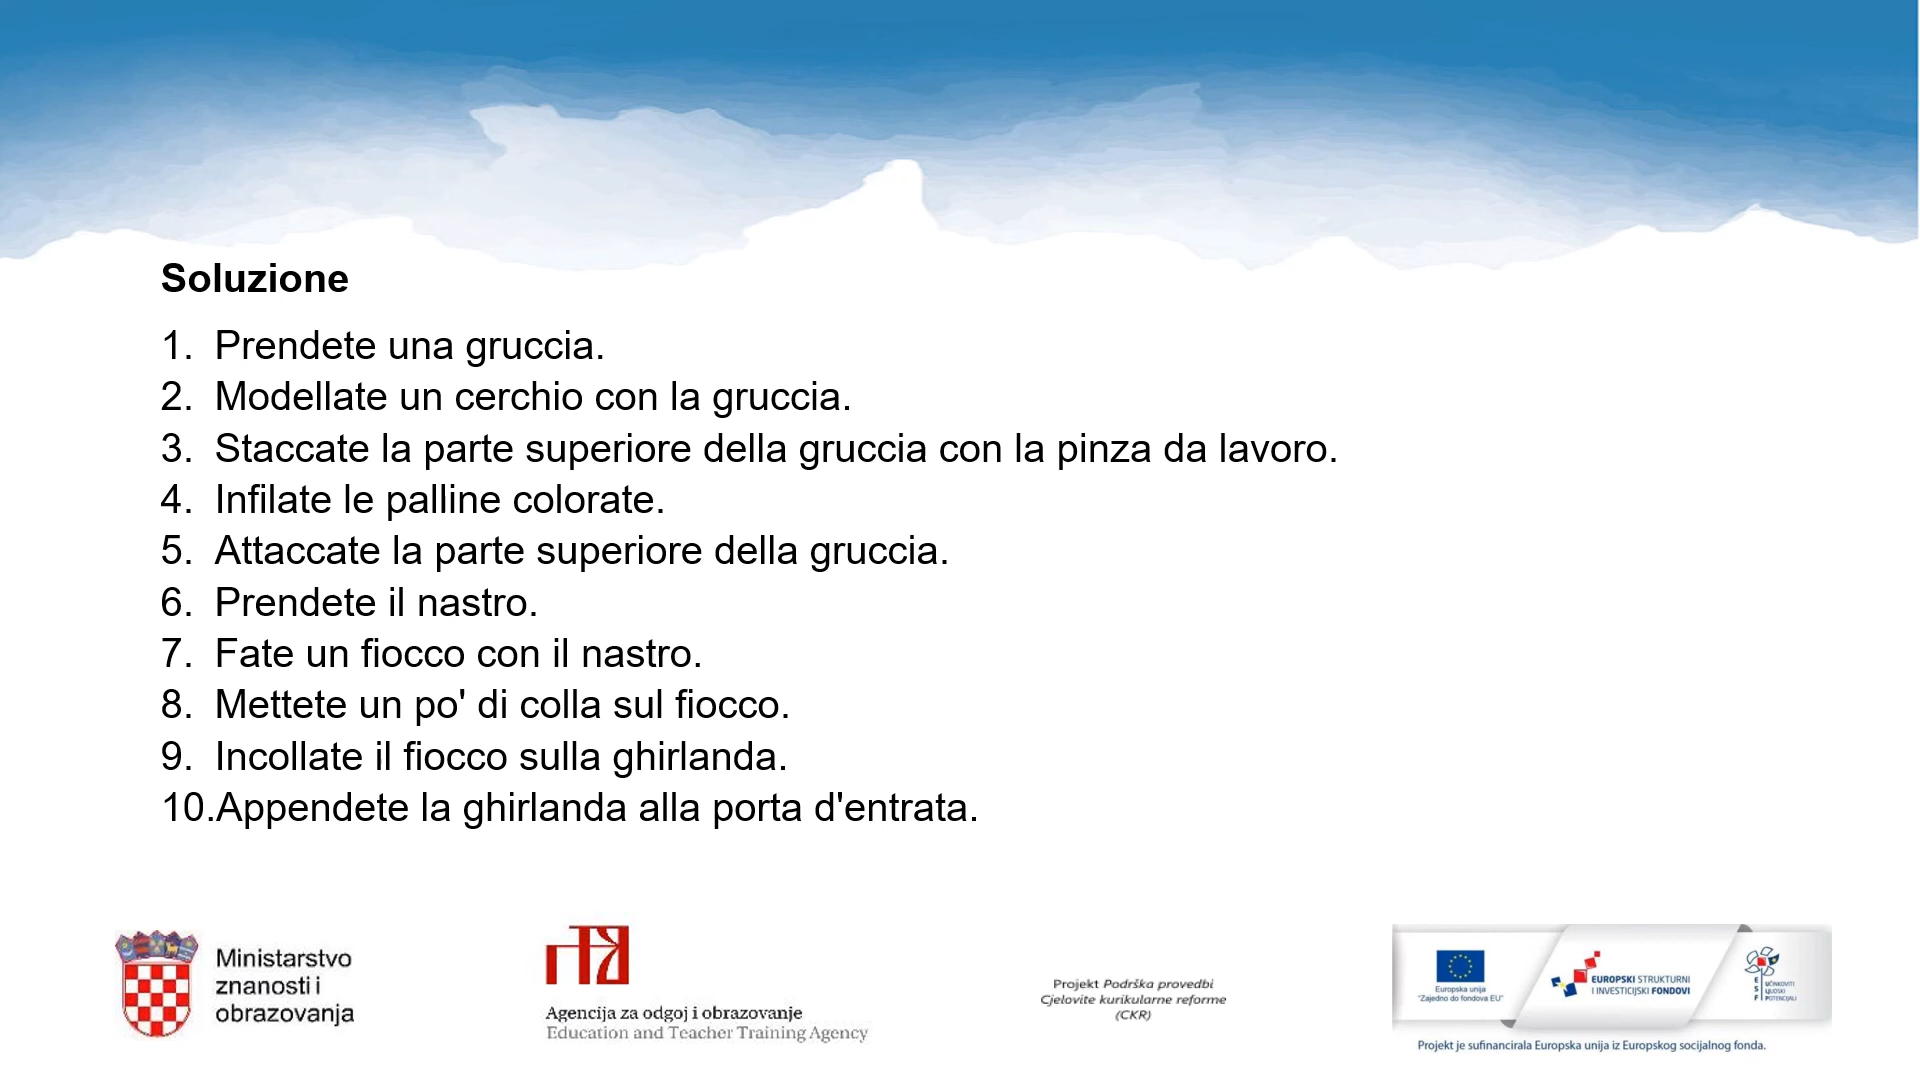 Soluzione
1. Prendete una gruccia.
2. Modellate un cerchio con la gruccia.
3. Staccate la parte superiore della gruccia con la pinza da lavoro.
4. Infilate le palline colorate.
5. Attaccate la parte superiore della gruccia.
6. Prendete il nastro.
7. Fate un fiocco con il nastro.
8. Mettete un po' di colla sul fiocco.
9. Incollate il fiocco sulla ghirlanda.
10.Appendete la ghirlanda alla porta d'entrata.
Ministarstvo
znanosti i
obrazovanja
Agencija za odgoj i obrazovanje
Education and Teacher Training Agency
Projekt Podrška provedbi
Cjelovite kurikularne reforme
(CKR)
Europska unija
"Zajedno do fondova EU"
EUROPSKI STRUKTURNI
I INVESTICIJSKI FONDOVI
ESF
UČINKOVITI
LJUDSKI
POTENCIJALI
Projekt je sufinancirala Europska unija iz Europskog socijalnog fonda.